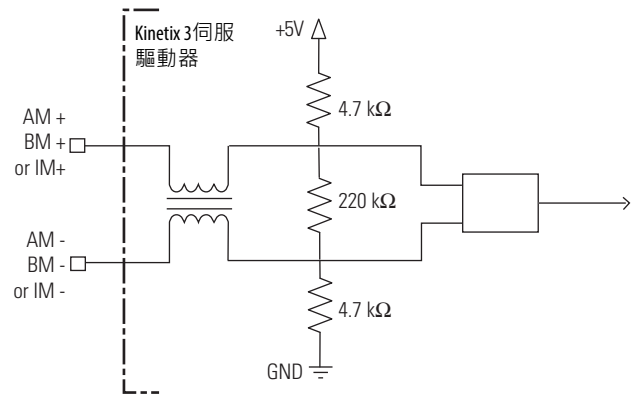 Kinetix 3伺服
驅動器
+5V
4.7 kΩ
AM +
BM +
or IM+
220 kΩ
AM -
BM -
or IM -
4.7 kΩ
GND